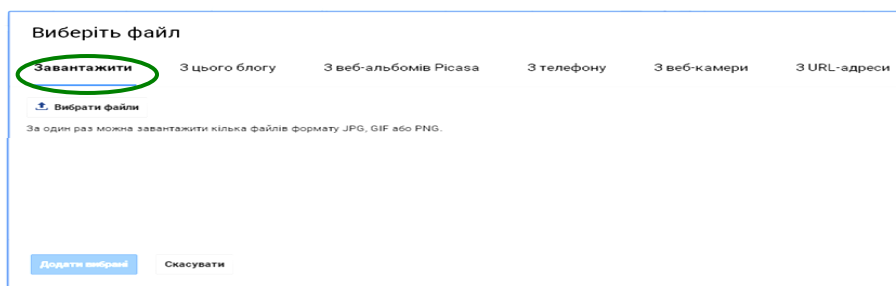 Виберіть файл
Завантажити З цього блогу З веб-альбомів Picasa З телефону З веб-камери З URL-адреси
Вибрати файли
За один раз можна завантажити кілька файлів формату JPG, GIF або PNG.
Додати вибрані Скасувати